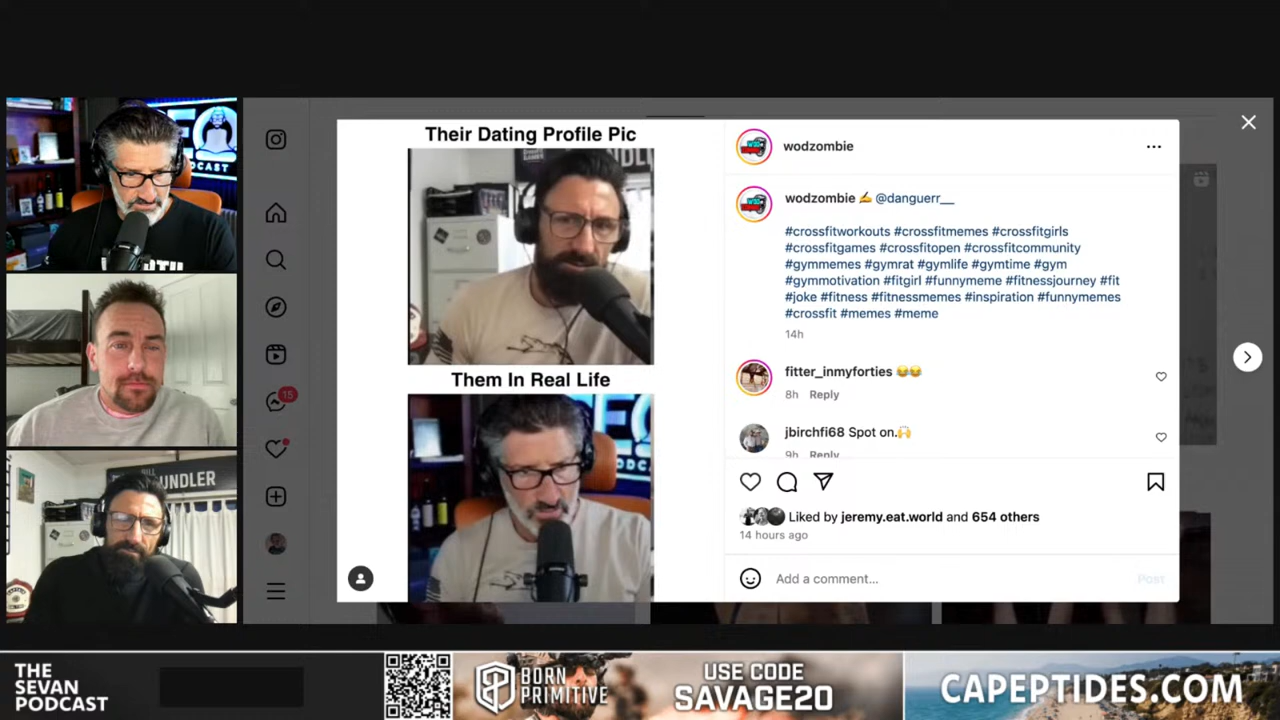 Their Dating Profile Pic
Them In Real Life
wodzombie
wodzombie ✍️ @danguerr__
#crossfitworkouts #crossfitmemes #crossfitgirls
#crossfitgames #crossfitopen #crossfitcommunity
#gymmemes #gymrat #gymlife #gymtime #gym
#gymmotivation #fitgirl #funnymeme #fitnessjourney #fit
#joke #fitness #fitnessmemes #inspiration #funnymemes
#crossfit #memes #meme
14h
fitter_inmyforties 😂😂
8h Reply
jbirchfi68 Spot on.🙌
9h Reply
Liked by jeremy.eat.world and 654 others
14 hours ago
Add a comment...
Post
15
THE
SEVAN
PODCAST
BORN
PRIMITIVE
USE CODE
SAVAGE20
CAPEPTIDES.COM